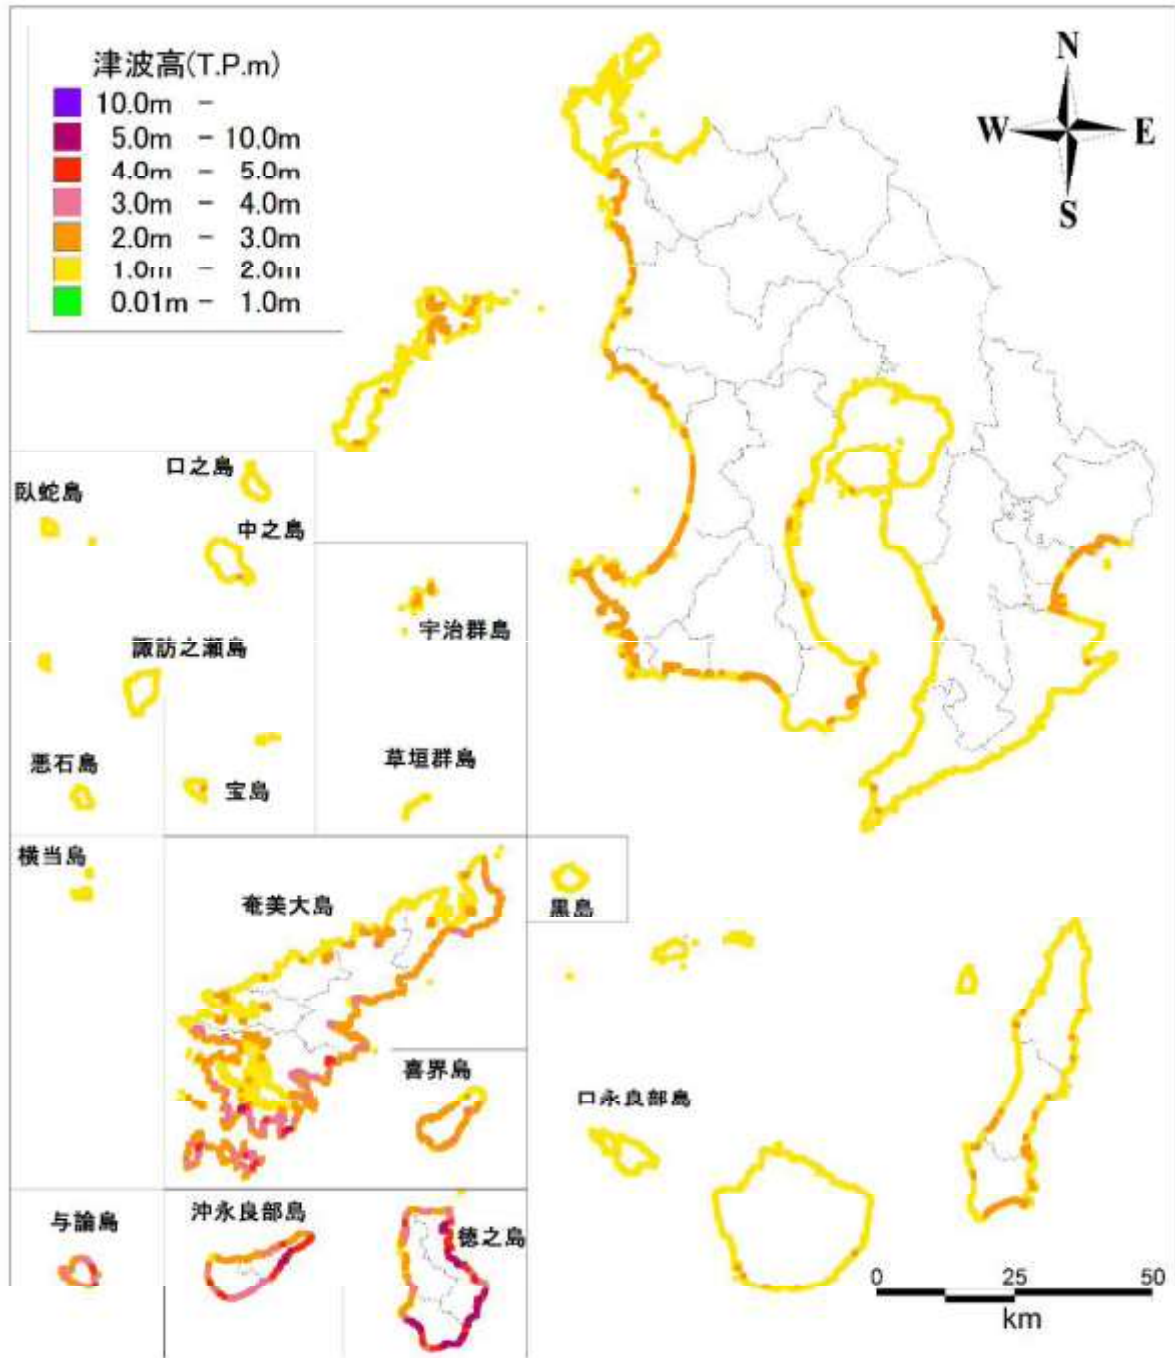 津波高(T.P.m)
10.0m -
5.0m - 10.0m
4.0m - 5.0m
3.0m - 4.0m
2.0m - 3.0m
1.0m - 2.0m
0.01m - 1.0m
N
W E
S
口之島
臥蛇島
中之島
宇治群島
諏訪之瀬島
草垣群島
悪石島
宝島
横当島
奄美大島
黒島
喜界島
口永良部島
与論島
沖永良部島
徳之島
0 25 50
km